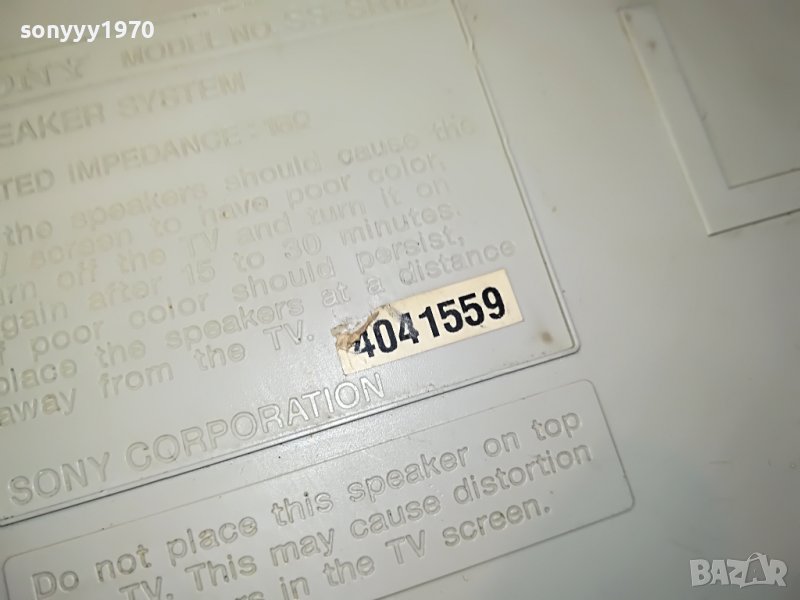 sonyyy1970
MODEL NO.
SPEAKER SYSTEM
IMPEDANCE : 16Ω
the speakers should cause the
screen to have poor color,
turn off the TV and turn it on
again after 15 to 30 minutes.
If poor color should persist,
place the speakers at a distance
away from the TV.
4041559
SONY CORPORATION
Do not place this speaker on top
TV. This may cause distortion
in the TV screen.
BAZAR